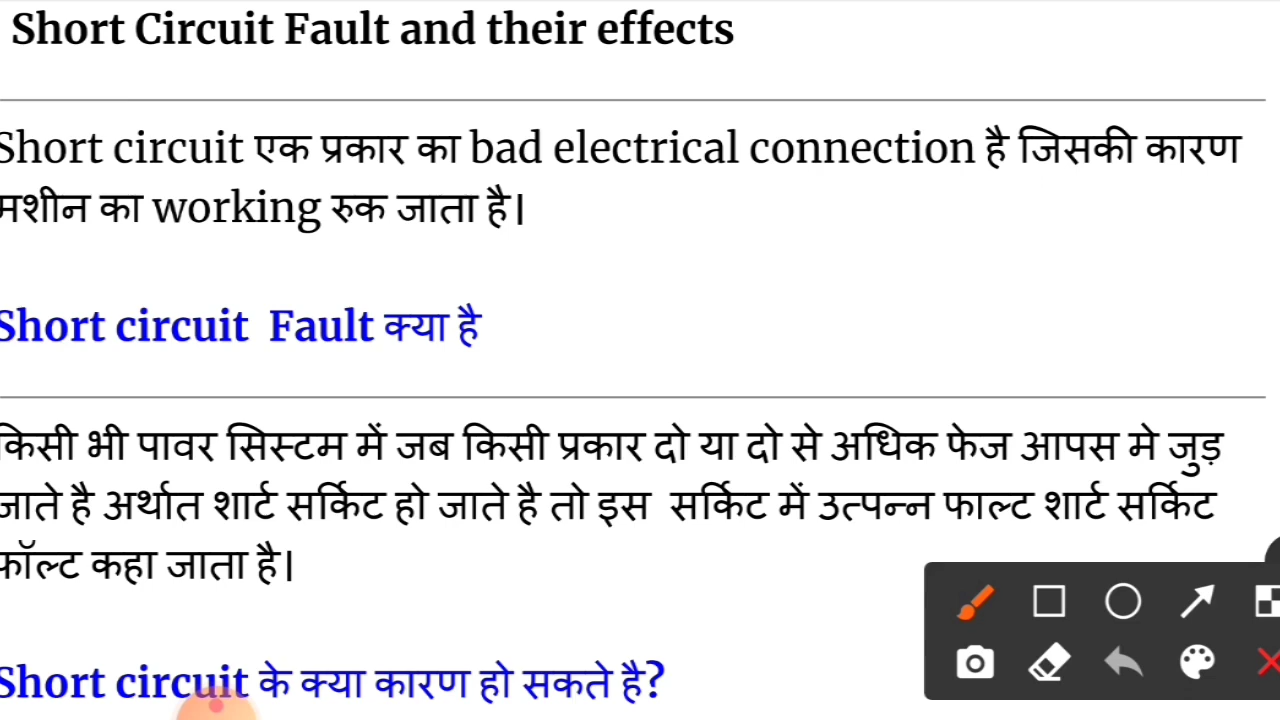 Short Circuit Fault and their effects
Short circuit एक प्रकार का bad electrical connection है जिसकी कारण
मशीन का working रुक जाता है।
Short circuit Fault क्या है
किसी भी पावर सिस्टम में जब किसी प्रकार दो या दो से अधिक फेज आपस मे जुड़
जाते है अर्थात शार्ट सर्किट हो जाते है तो इस सर्किट में उत्पन्न फाल्ट शार्ट सर्किट
फॉल्ट कहा जाता है।
Short circuit के क्या कारण हो सकते है?